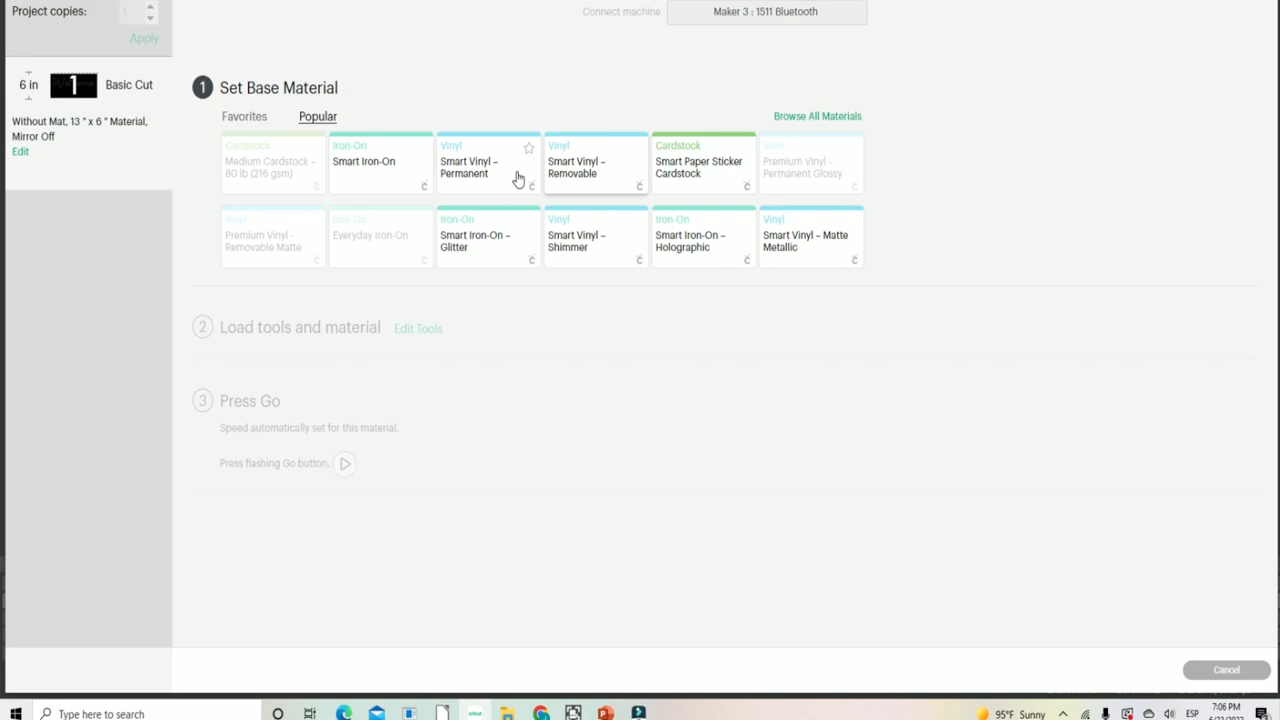 Project copies:
1
Apply
Connect machine
Maker 3 : 1511 Bluetooth
6 in
1
Basic Cut
Without Mat, 13 " x 6 " Material,
Mirror Off
Edit
1 Set Base Material
Favorites
Popular
Browse All Materials
Cardstock
Medium Cardstock –
80 lb (216 gsm)
Iron-On
Smart Iron-On
Vinyl
Smart Vinyl –
Permanent
Vinyl
Smart Vinyl –
Removable
Cardstock
Smart Paper Sticker
Cardstock
Vinyl
Premium Vinyl -
Permanent Glossy
Vinyl
Premium Vinyl -
Removable Matte
Iron-On
Everyday Iron-On
Iron-On
Smart Iron-On –
Glitter
Vinyl
Smart Vinyl –
Shimmer
Iron-On
Smart Iron-On –
Holographic
Vinyl
Smart Vinyl – Matte
Metallic
2 Load tools and material Edit Tools
3 Press Go
Speed automatically set for this material.
Press flashing Go button.
Cancel
Type here to search
95°F Sunny
ESP
7:06 PM